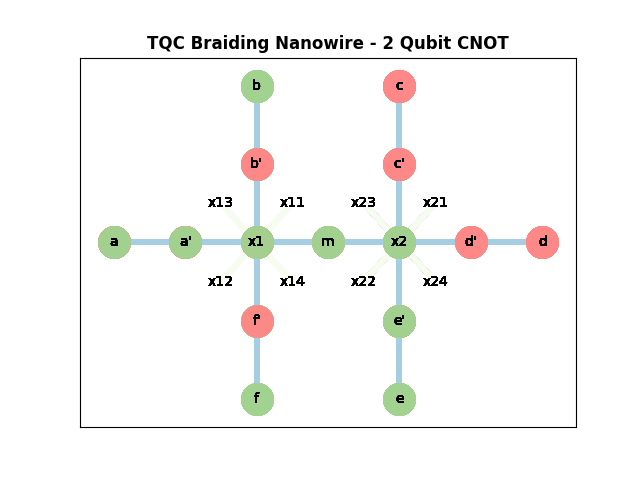 TQC Braiding Nanowire - 2 Qubit CNOT
b c
b' c'
x13 x11 x23 x21
a a' x1 m x2 d' d
x12 x14 x22 x24
f' e'
f e